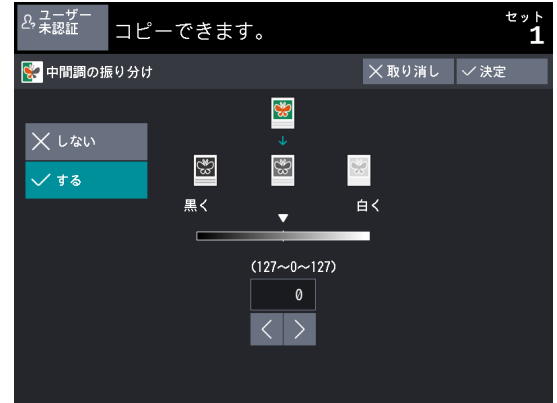 ユーザー
未認証
コピーできます。
セット
1
中間調の振り分け
取り消し
決定
しない
する
黒く
白く
(127～0～127)
0